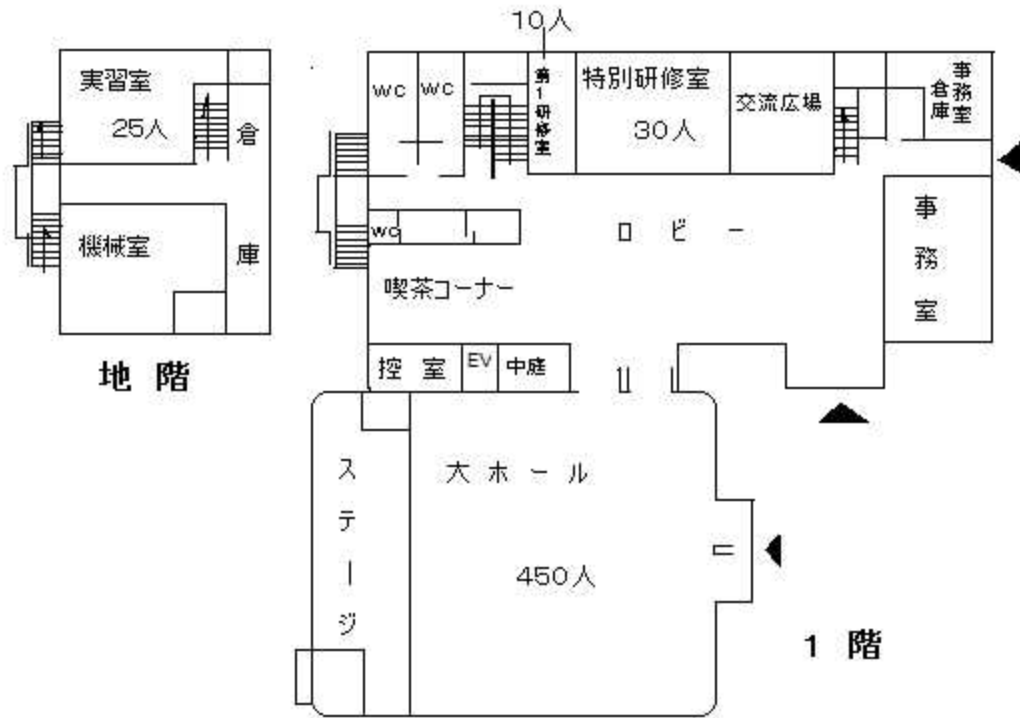 実習室
25人
倉庫
機械室
地 階
10人
WC
WC
第1研修室
特別研修室
30人
交流広場
事務室
倉庫
WC
ロ ビ ー
事務室
喫茶コーナー
控 室
EV
中庭
ステージ
大 ホ ー ル
450人
1 階